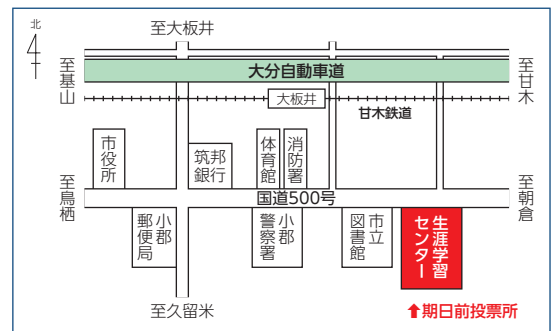 北
至大板井
至基山
大分自動車道
至甘木
大板井
甘木鉄道
市役所
筑邦
銀行
体育館
消防署
至鳥栖
国道500号
至朝倉
小郡
郵便局
小郡
警察署
市立
図書館
生涯学習
センター
至久留米
⬆期日前投票所